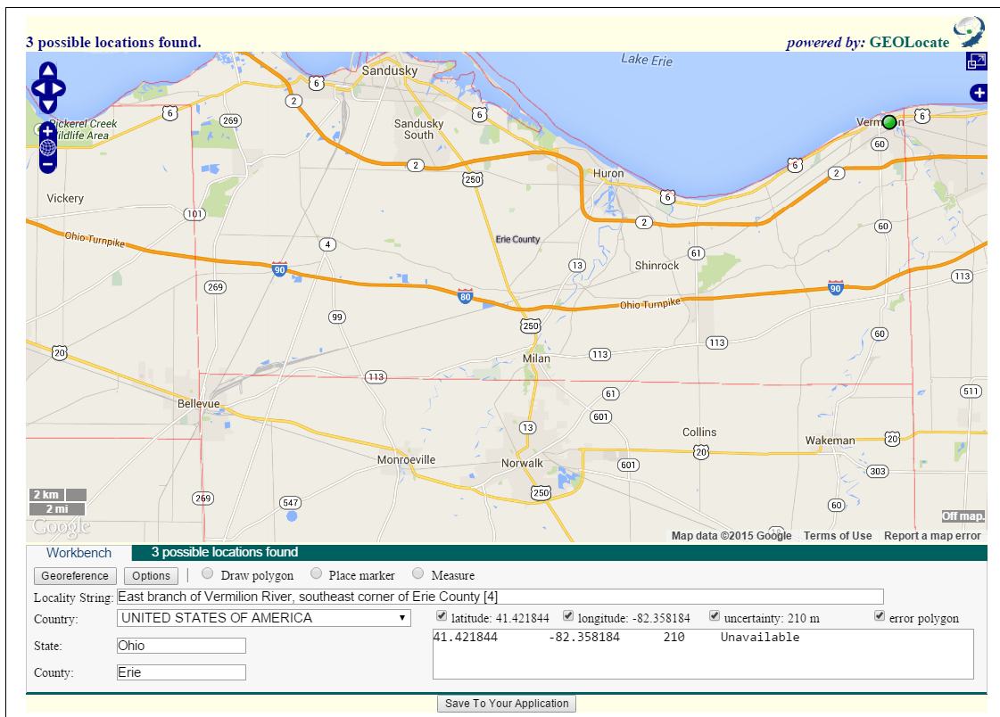 3 possible locations found.
powered by: GEOLocate
Lake Erie
Sandusky
6
2
6
269
Pickerel Creek
Wildlife Area
Sandusky
South
6
Vermilion
6
60
2
250
6
2
Huron
Vickery
101
6
2
60
Ohio Turnpike
4
Erie County
90
13
Shinrock
61
269
80
Ohio Turnpike
90
113
99
250
20
Milan
113
113
60
113
61
511
Bellevue
601
13
Collins
Wakeman
20
20
Monroeville
Norwalk
601
303
269
547
250
60
2 km
2 mi
Off map.
Google
Map data ©2015 Google
Terms of Use
Report a map error
Workbench
3 possible locations found
Georeference
Options
|
Draw polygon
Place marker
Measure
Locality String:
East branch of Vermilion River, southeast corner of Erie County [4]
Country:
UNITED STATES OF AMERICA
latitude: 41.421844
longitude: -82.358184
uncertainty: 210 m
error polygon
State:
Ohio
41.421844 -82.358184 210 Unavailable
County:
Erie
Save To Your Application